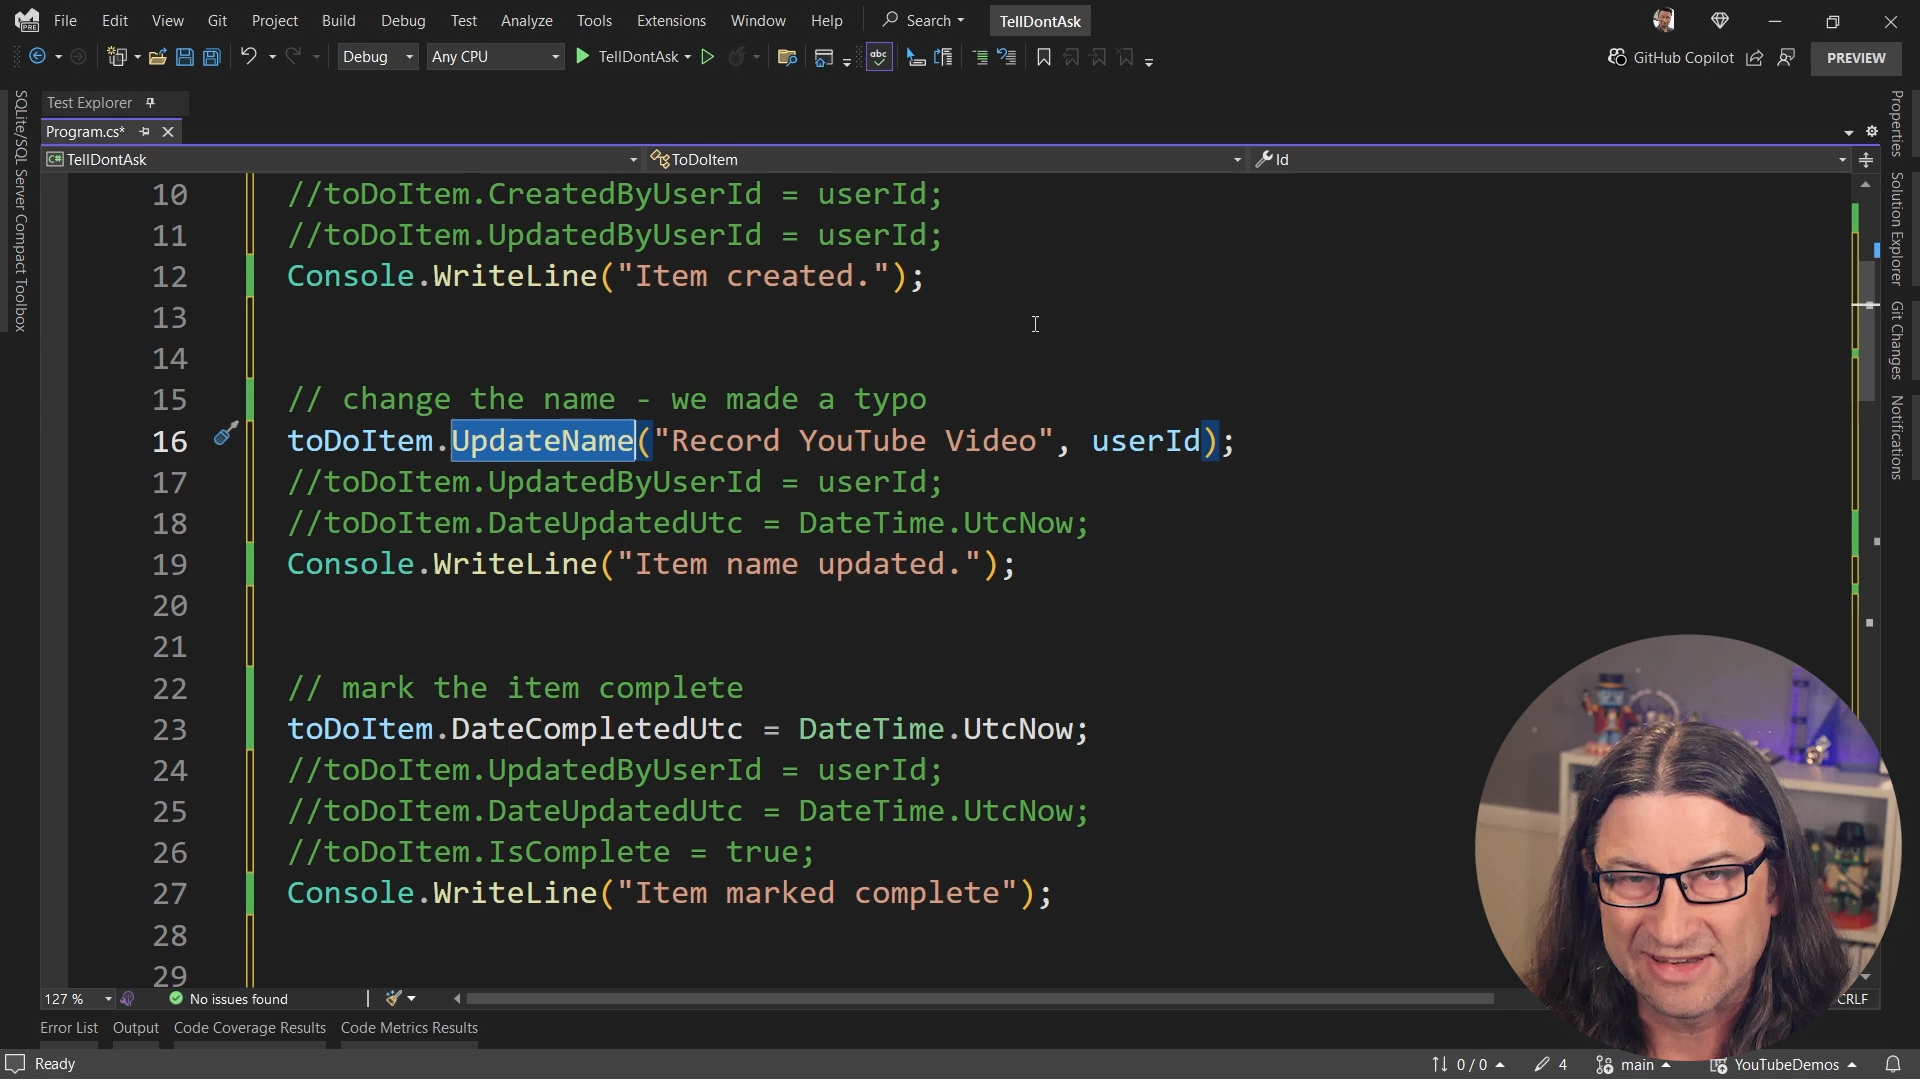 File Edit View Git Project Build Debug Test Analyze Tools Extensions Window Help Search TellDontAsk
Debug Any CPU TellDontAsk GitHub Copilot PREVIEW
SQLite/SQL Server Compact Toolbox
Test Explorer
Program.cs*
TellDontAsk ToDoItem Id
10 //toDoItem.CreatedByUserId = userId;
11 //toDoItem.UpdatedByUserId = userId;
12 Console.WriteLine("Item created.");
13
14
15 // change the name - we made a typo
16 toDoItem.UpdateName("Record YouTube Video", userId);
17 //toDoItem.UpdatedByUserId = userId;
18 //toDoItem.DateUpdatedUtc = DateTime.UtcNow;
19 Console.WriteLine("Item name updated.");
20
21
22 // mark the item complete
23 toDoItem.DateCompletedUtc = DateTime.UtcNow;
24 //toDoItem.UpdatedByUserId = userId;
25 //toDoItem.DateUpdatedUtc = DateTime.UtcNow;
26 //toDoItem.IsComplete = true;
27 Console.WriteLine("Item marked complete");
28
29
Properties
Solution Explorer
Git Changes
Notifications
127 % No issues found CRLF
Error List Output Code Coverage Results Code Metrics Results
Ready 0 / 0 4 main YouTubeDemos